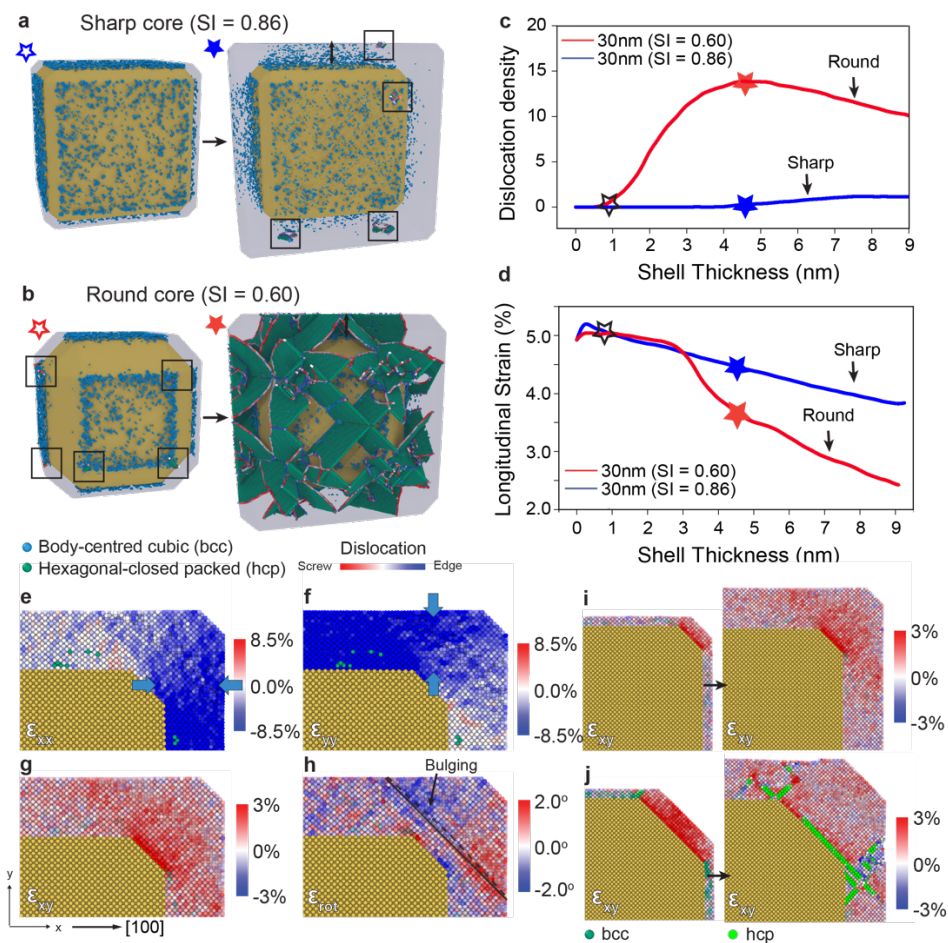 a
Sharp core (SI = 0.86)
b
Round core (SI = 0.60)
c
Dislocation density
20
15
10
5
0
30nm (SI = 0.60)
30nm (SI = 0.86)
Round
Sharp
0 1 2 3 4 5 6 7 8 9
Shell Thickness (nm)
d
Longitudinal Strain (%)
5.0
4.0
3.0
2.0
Sharp
Round
30nm (SI = 0.60)
30nm (SI = 0.86)
0 1 2 3 4 5 6 7 8 9
Shell Thickness (nm)
Body-centred cubic (bcc)
Hexagonal-closed packed (hcp)
Dislocation
Screw Edge
e
εxx
8.5%
0.0%
-8.5%
f
εyy
8.5%
0.0%
-8.5%
g
εxy
3%
0%
-3%
h
Bulging
εrot
2.0°
0.0°
-2.0°
y
x
[100]
i
εxy
εxy
3%
0%
-3%
j
εxy
εxy
3%
0%
-3%
bcc
hcp